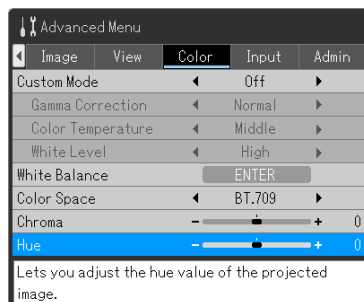 Advanced Menu
Image View Color Input Admin
Custom Mode Off
Gamma Correction Normal
Color Temperature Middle
White Level High
White Balance ENTER
Color Space BT.709
Chroma - + 0
Hue - + 0
Lets you adjust the hue value of the projected
image.